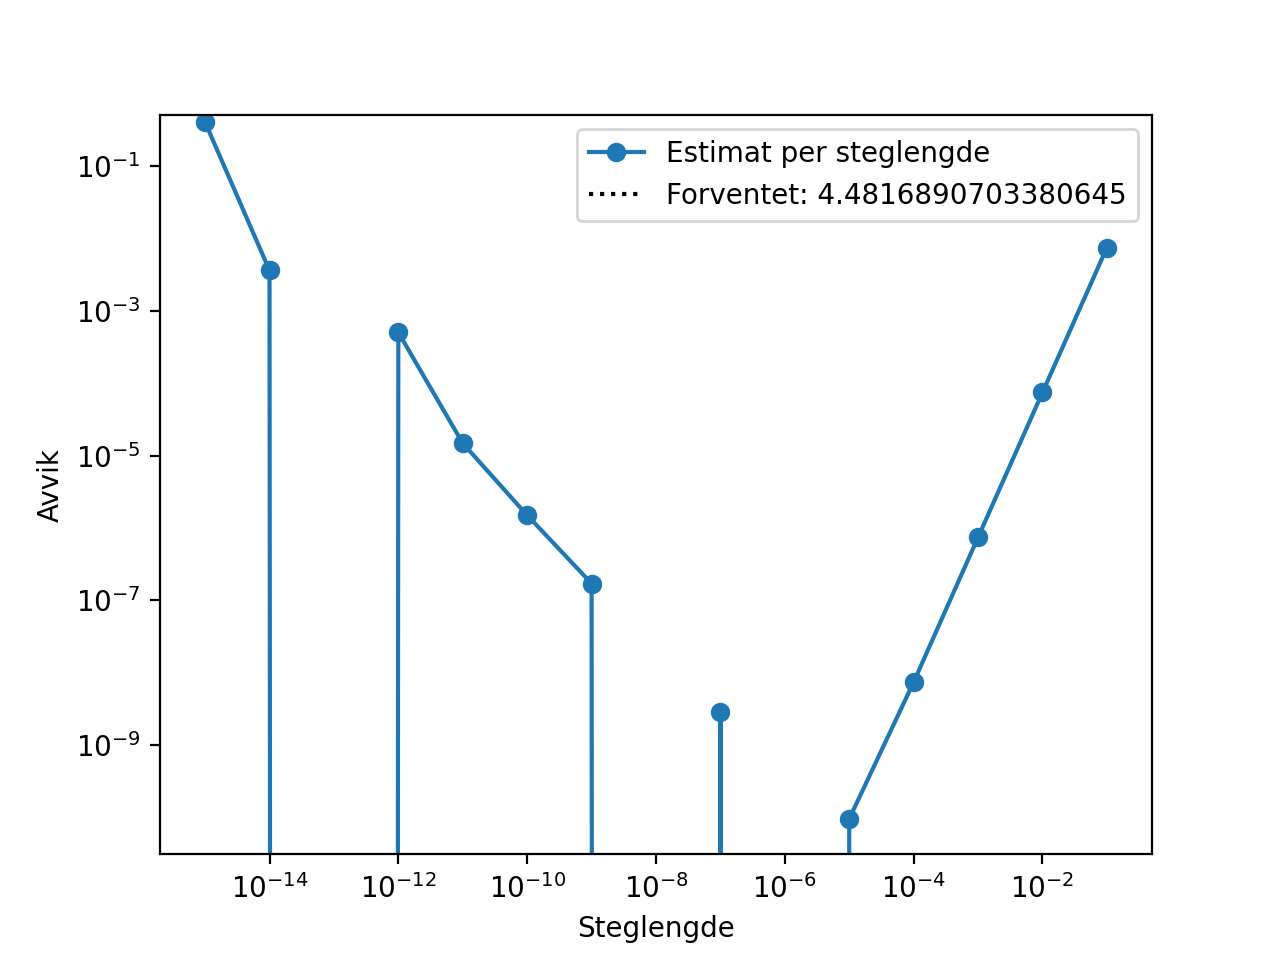 Estimat per steglengde
Forventet: 4.4816890703380645
10⁻¹
10⁻³
10⁻⁵
10⁻⁷
10⁻⁹
Avvik
10⁻¹⁴ 10⁻¹² 10⁻¹⁰ 10⁻⁸ 10⁻⁶ 10⁻⁴ 10⁻²
Steglengde